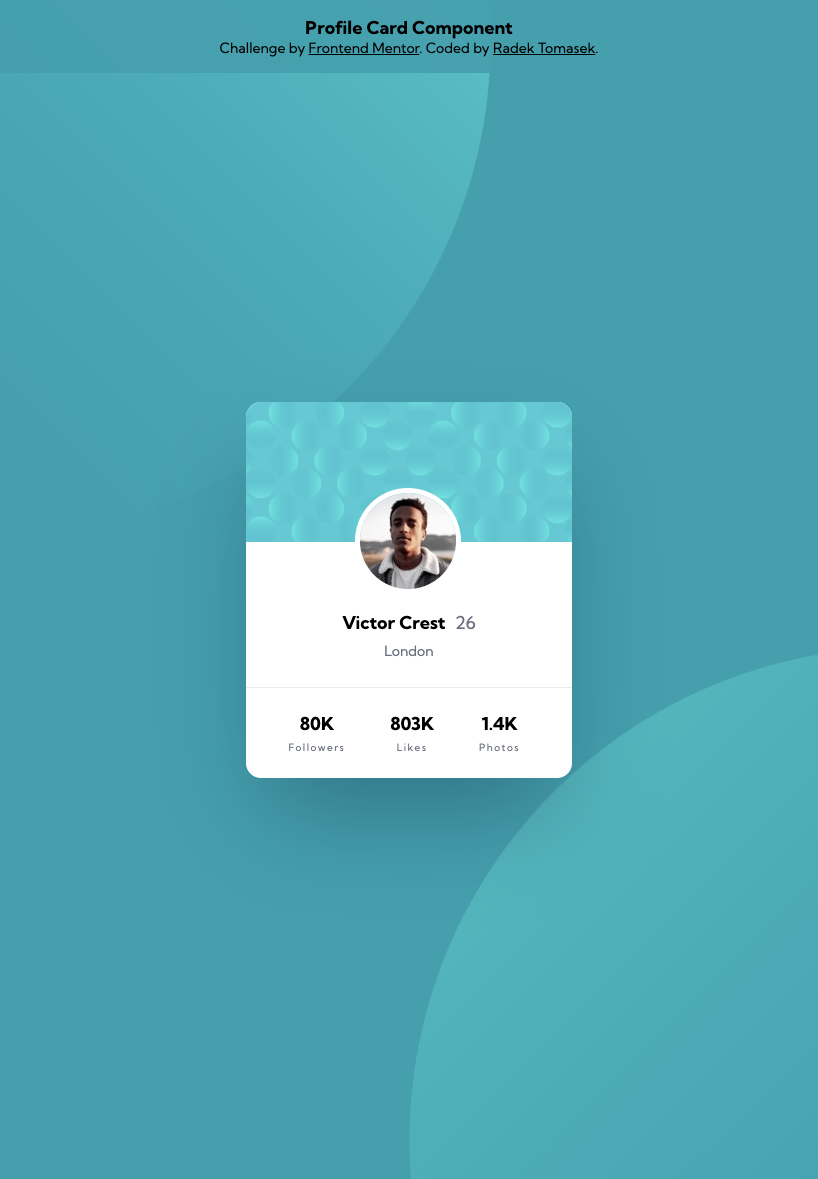 Profile Card Component
Challenge by Frontend Mentor. Coded by Radek Tomasek.
Victor Crest 26
London
80K 803K 1.4K
Followers Likes Photos